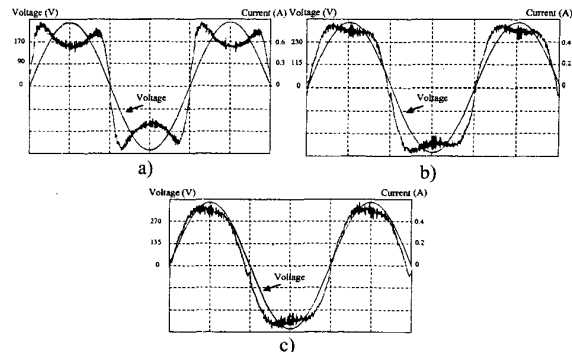 Voltage (V) Current (A)
170 0.6
90 0.3
0 0
Voltage
a)
Voltage (V) Current (A)
250 0.4
115 0.2
0 0
Voltage
b)
Voltage (V) Current (A)
270 0.4
135 0.2
0 0
Voltage
c)